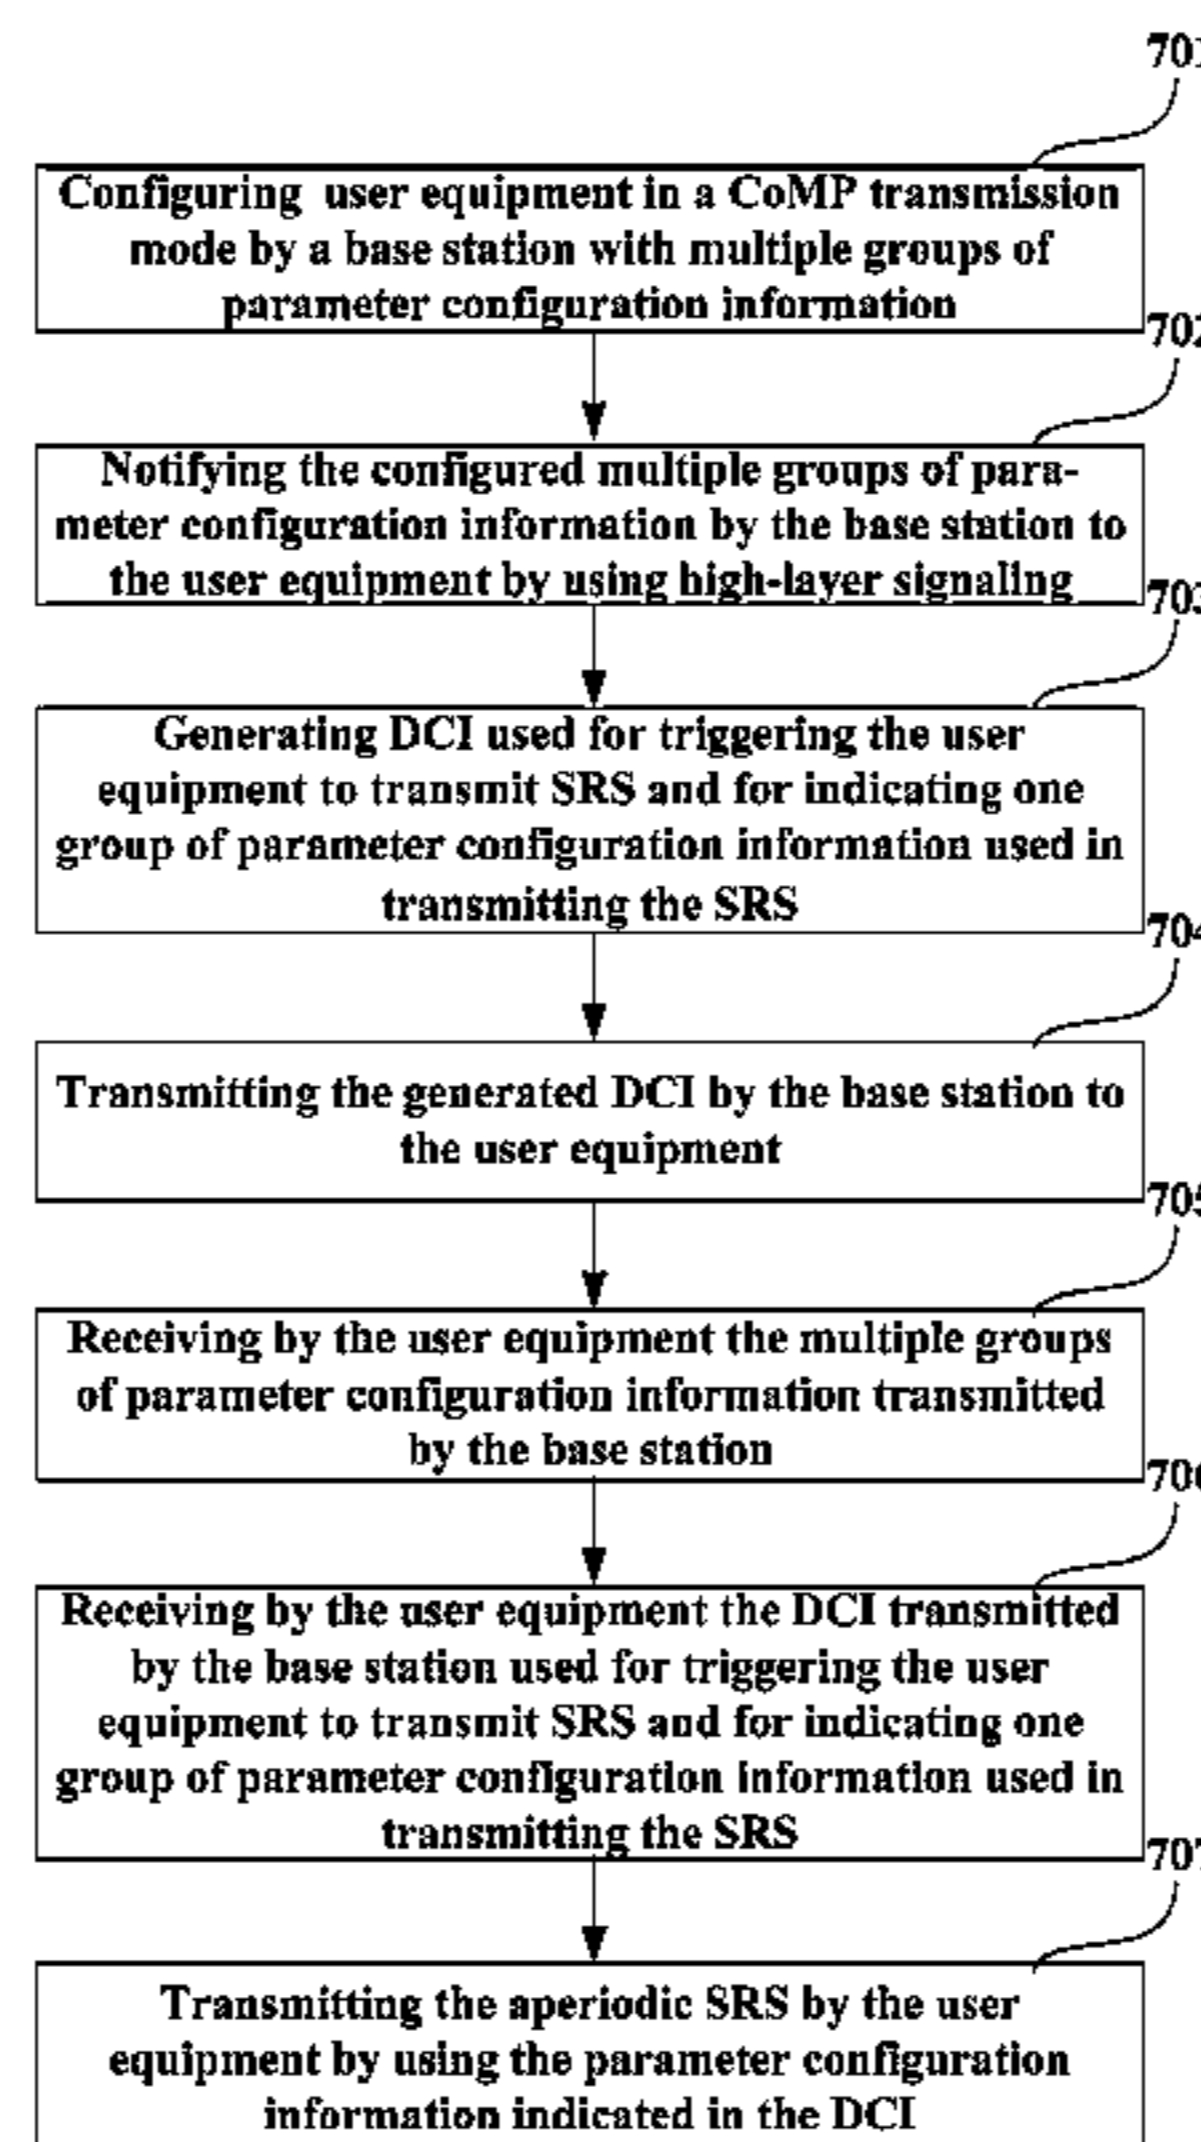 701
Configuring user equipment in a CoMP transmission
mode by a base station with multiple groups of
parameter configuration information
702
Notifying the configured multiple groups of para-
meter configuration information by the base station to
the user equipment by using high-layer signaling
703
Generating DCI used for triggering the user
equipment to transmit SRS and for indicating one
group of parameter configuration information used in
transmitting the SRS
704
Transmitting the generated DCI by the base station to
the user equipment
705
Receiving by the user equipment the multiple groups
of parameter configuration information transmitted
by the base station
706
Receiving by the user equipment the DCI transmitted
by the base station used for triggering the user
equipment to transmit SRS and for indicating one
group of parameter configuration information used in
transmitting the SRS
707
Transmitting the aperiodic SRS by the user
equipment by using the parameter configuration
information indicated in the DCI